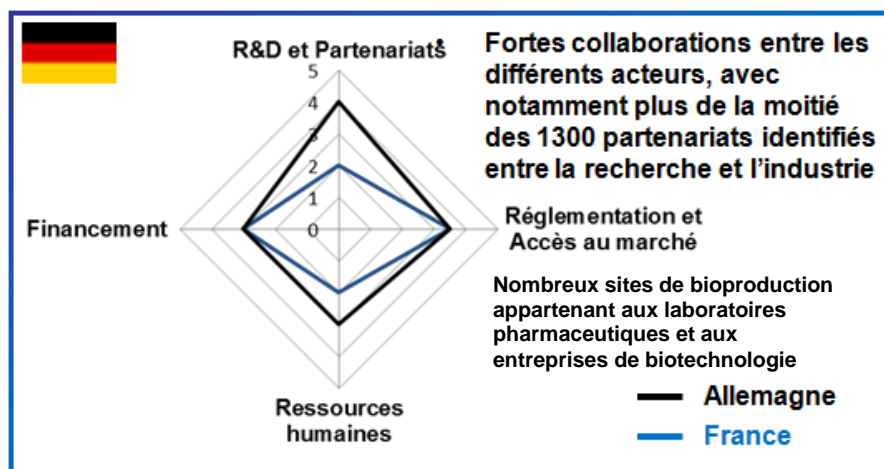 R&D et Partenariats
5
4
3
2
1
0
Financement
Réglementation et
Accès au marché
Ressources
humaines
Fortes collaborations entre les
différents acteurs, avec
notamment plus de la moitié
des 1300 partenariats identifiés
entre la recherche et l'industrie
Nombreux sites de bioproduction
appartenant aux laboratoires
pharmaceutiques et aux
entreprises de biotechnologie
Allemagne
France